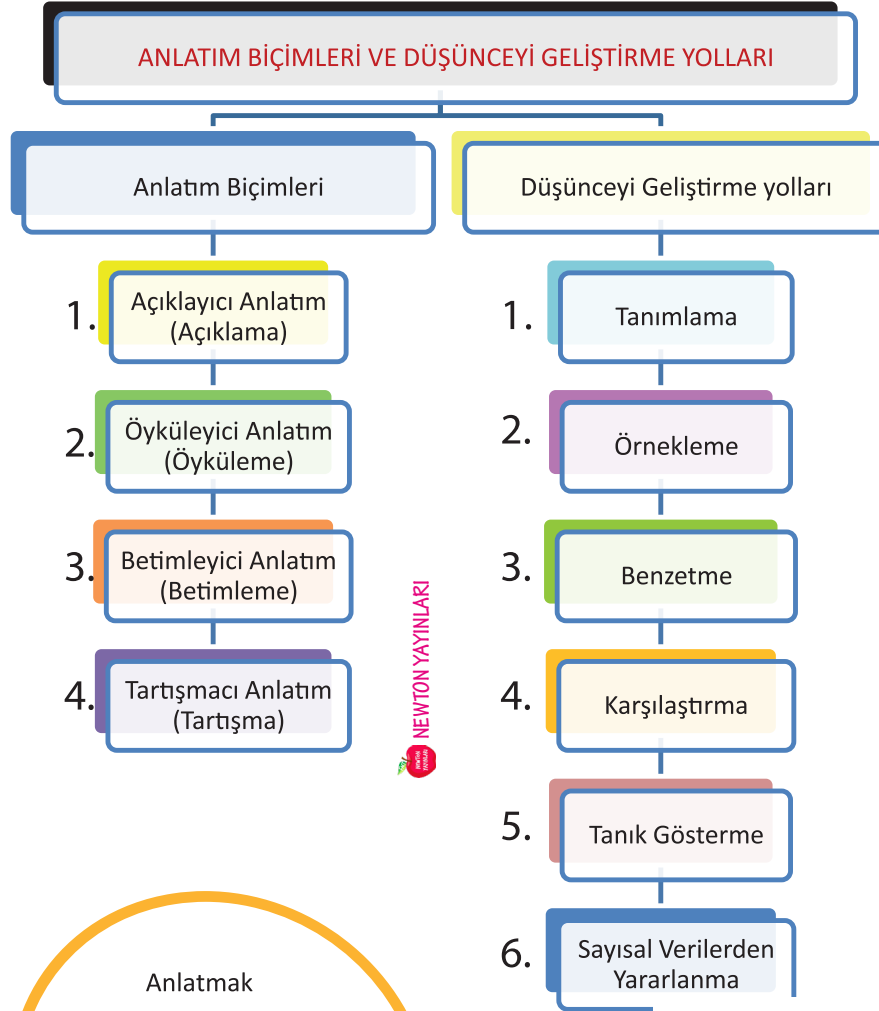 ANLATIM BİÇİMLERİ VE DÜŞÜNCEYİ GELİŞTİRME YOLLARI
Anlatım Biçimleri
1. Açıklayıcı Anlatım
(Açıklama)
2. Öyküleyici Anlatım
(Öyküleme)
3. Betimleyici Anlatım
(Betimleme)
4. Tartışmacı Anlatım
(Tartışma)
Düşünceyi Geliştirme yolları
1. Tanımlama
2. Örnekleme
3. Benzetme
4. Karşılaştırma
5. Tanık Gösterme
6. Sayısal Verilerden
Yararlanma
NEWTON YAYINLARI
Anlatmak